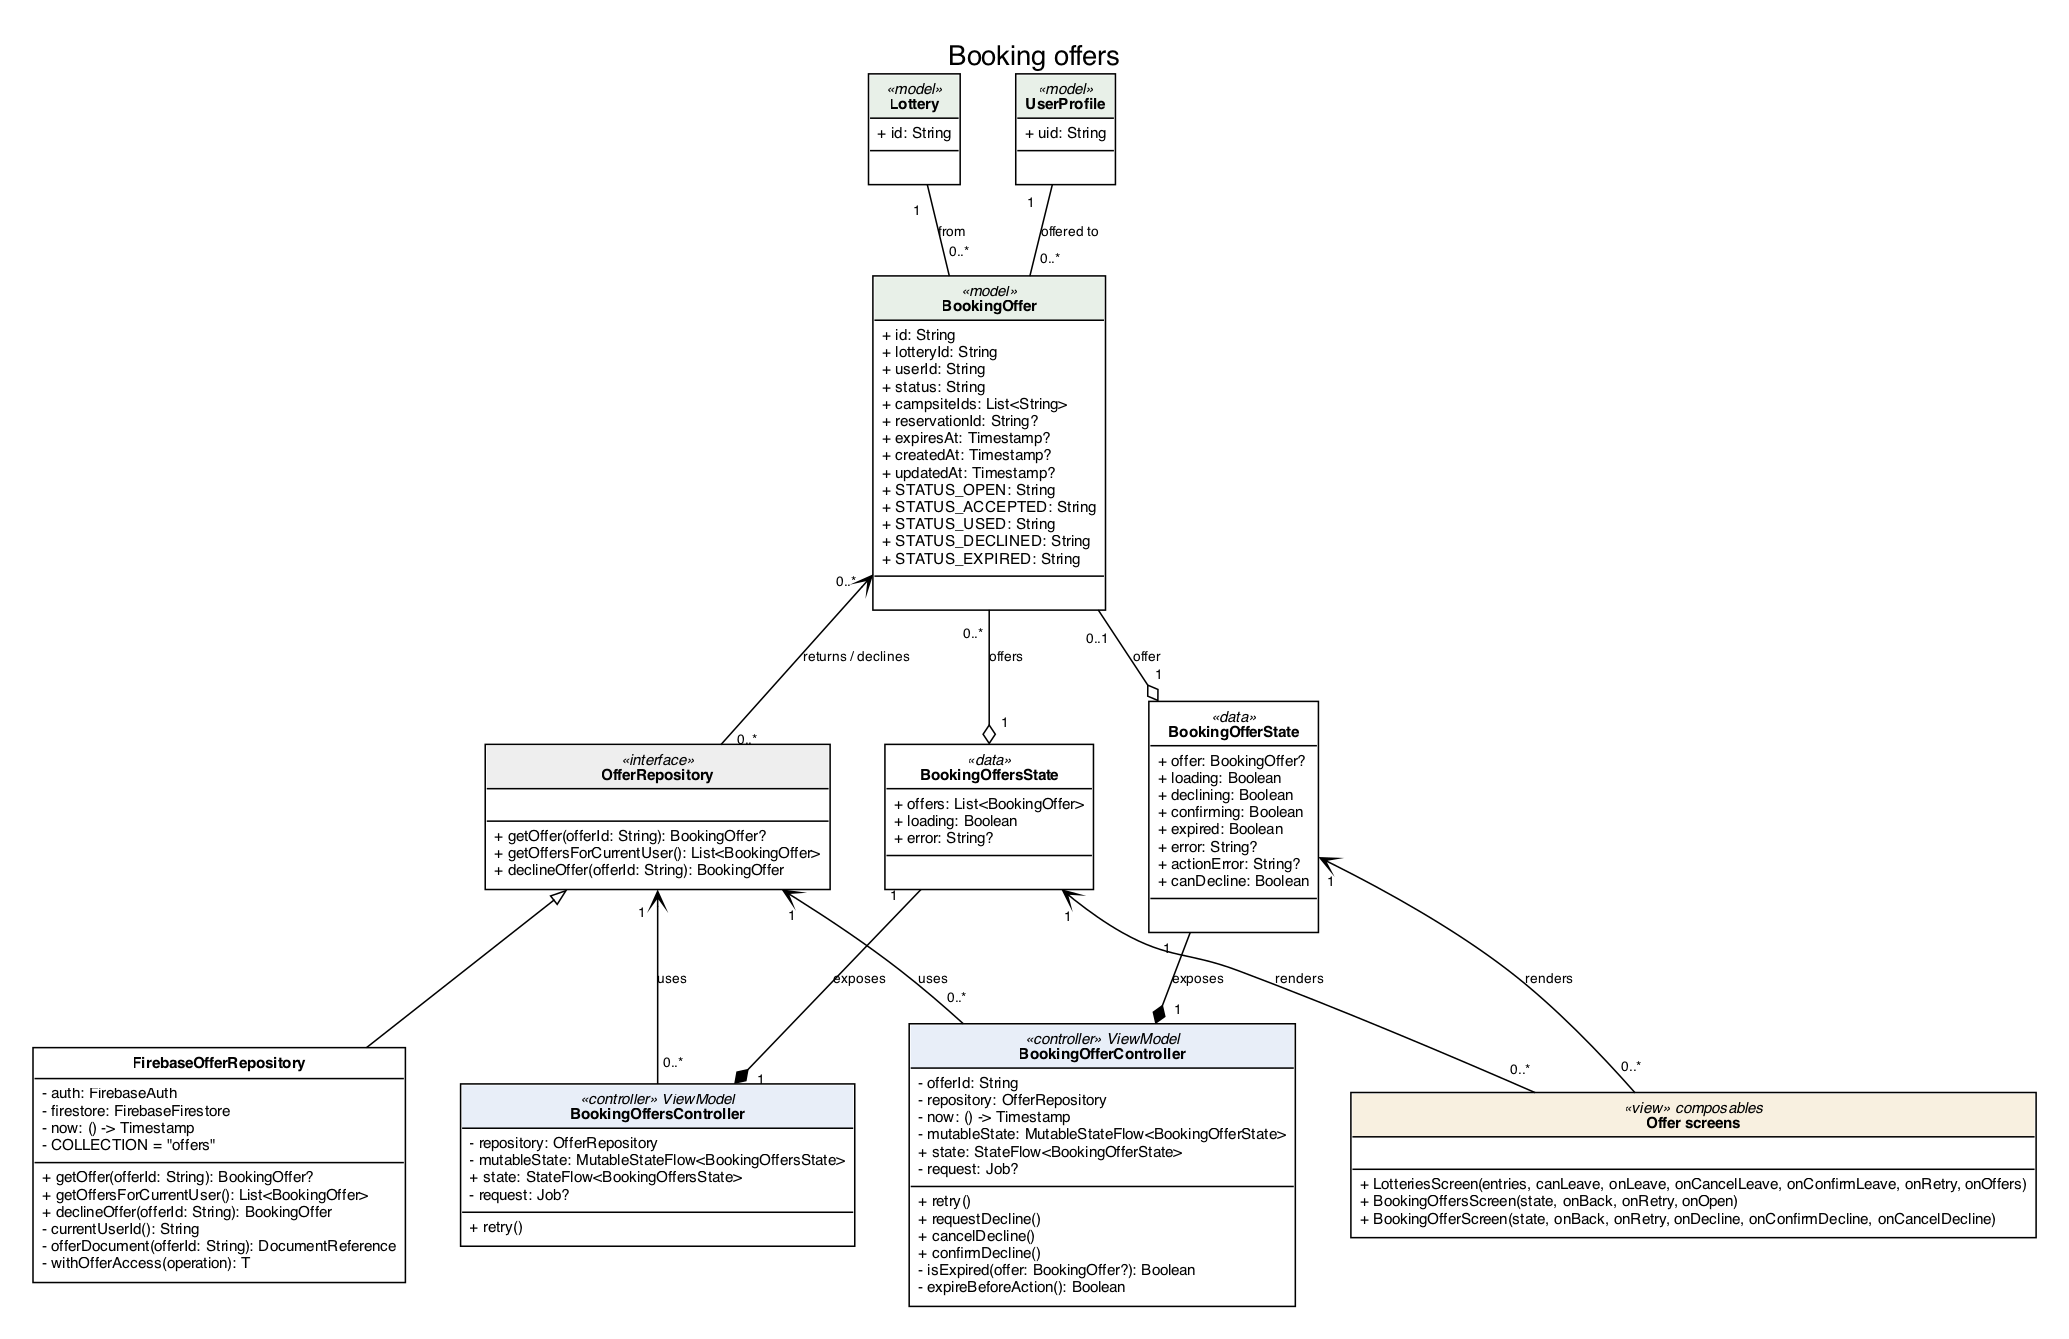 Booking offers
«model»
Lottery
+ id: String
«model»
UserProfile
+ uid: String
1
from
0..*
1
offered to
0..*
«model»
BookingOffer
+ id: String
+ lotteryId: String
+ userId: String
+ status: String
+ campsiteIds: List<String>
+ reservationId: String?
+ expiresAt: Timestamp?
+ createdAt: Timestamp?
+ updatedAt: Timestamp?
+ STATUS_OPEN: String
+ STATUS_ACCEPTED: String
+ STATUS_USED: String
+ STATUS_DECLINED: String
+ STATUS_EXPIRED: String
0..*
returns / declines
0..*
0..*
offers
1
0..1
offer
1
«interface»
OfferRepository
+ getOffer(offerId: String): BookingOffer?
+ getOffersForCurrentUser(): List<BookingOffer>
+ declineOffer(offerId: String): BookingOffer
«data»
BookingOffersState
+ offers: List<BookingOffer>
+ loading: Boolean
+ error: String?
«data»
BookingOfferState
+ offer: BookingOffer?
+ loading: Boolean
+ declining: Boolean
+ confirming: Boolean
+ expired: Boolean
+ error: String?
+ actionError: String?
+ canDecline: Boolean
1
uses
0..*
1
uses
0..*
1
exposes
1
1
exposes
1
1
renders
0..*
1
renders
0..*
FirebaseOfferRepository
- auth: FirebaseAuth
- firestore: FirebaseFirestore
- now: () -> Timestamp
- COLLECTION = "offers"
+ getOffer(offerId: String): BookingOffer?
+ getOffersForCurrentUser(): List<BookingOffer>
+ declineOffer(offerId: String): BookingOffer
- currentUserId(): String
- offerDocument(offerId: String): DocumentReference
- withOfferAccess(operation): T
«controller» ViewModel
BookingOffersController
- repository: OfferRepository
- mutableState: MutableStateFlow<BookingOffersState>
+ state: StateFlow<BookingOffersState>
- request: Job?
+ retry()
«controller» ViewModel
BookingOfferController
- offerId: String
- repository: OfferRepository
- now: () -> Timestamp
- mutableState: MutableStateFlow<BookingOfferState>
+ state: StateFlow<BookingOfferState>
- request: Job?
+ retry()
+ requestDecline()
+ cancelDecline()
+ confirmDecline()
- isExpired(offer: BookingOffer?): Boolean
- expireBeforeAction(): Boolean
«view» composables
Offer screens
+ LotteriesScreen(entries, canLeave, onLeave, onCancelLeave, onConfirmLeave, onRetry, onOffers)
+ BookingOffersScreen(state, onBack, onRetry, onOpen)
+ BookingOfferScreen(state, onBack, onRetry, onDecline, onConfirmDecline, onCancelDecline)